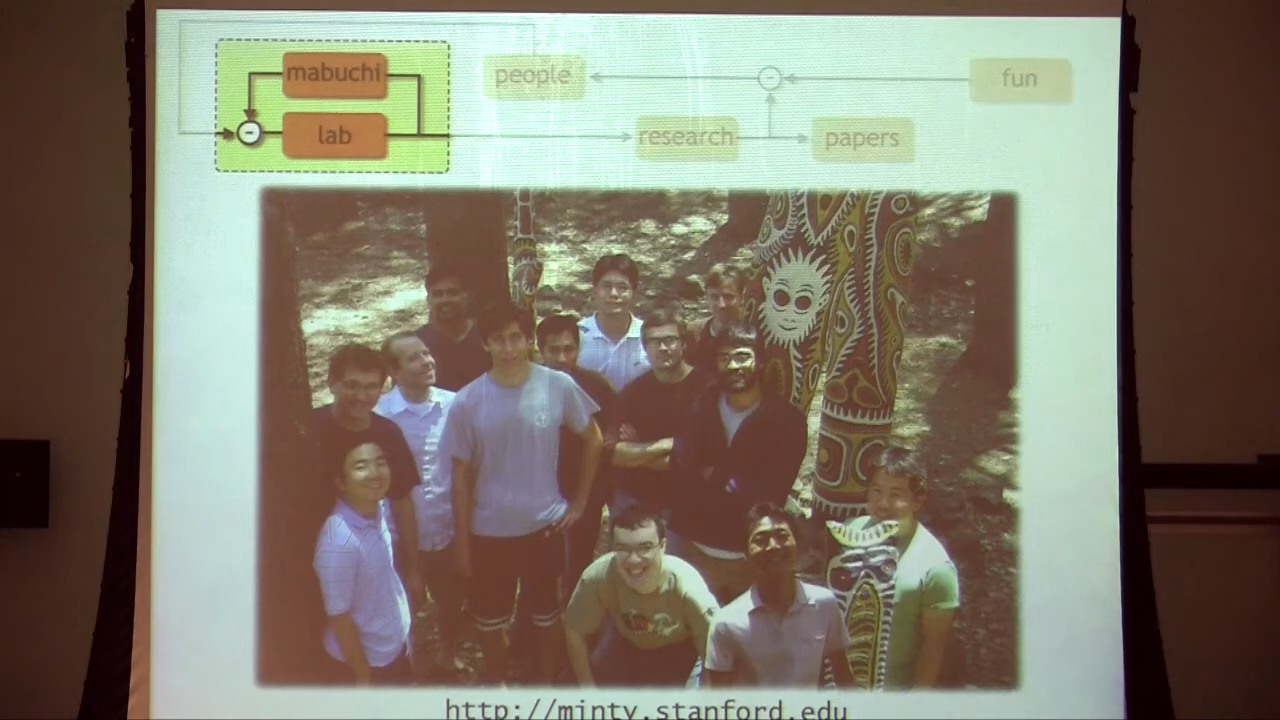 mabuchi
people
fun
-
-
lab
research
papers
http://minty.stanford.edu